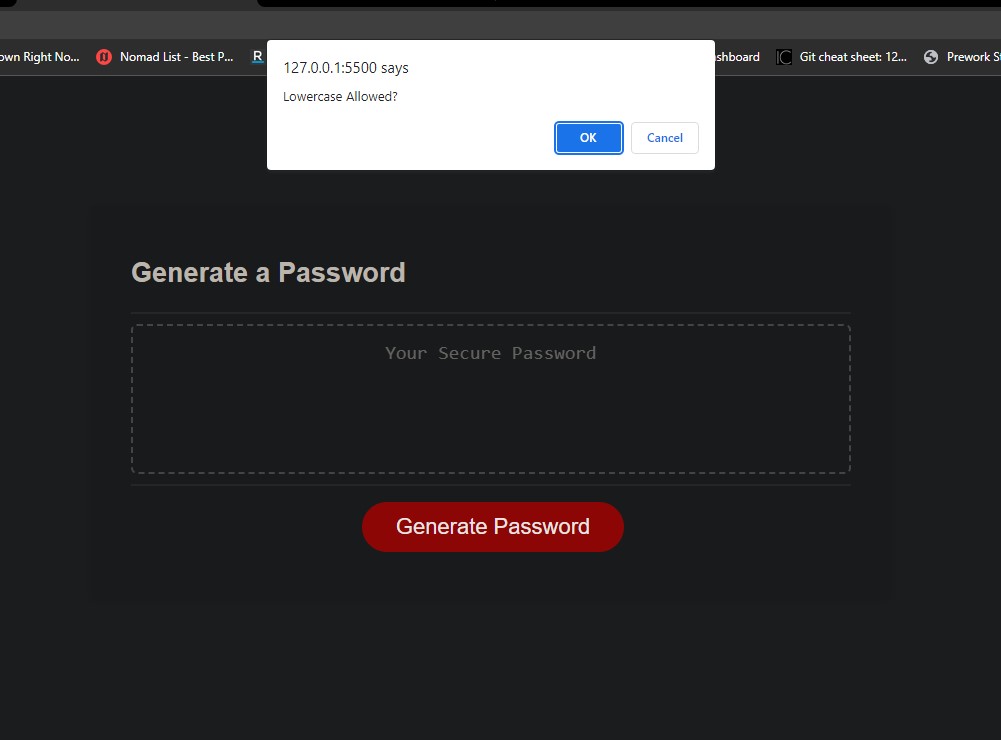 own Right No... Nomad List - Best P... R shboard Git cheat sheet: 12... Prework S
127.0.0.1:5500 says
Lowercase Allowed?
OK Cancel
Generate a Password
Your Secure Password
Generate Password